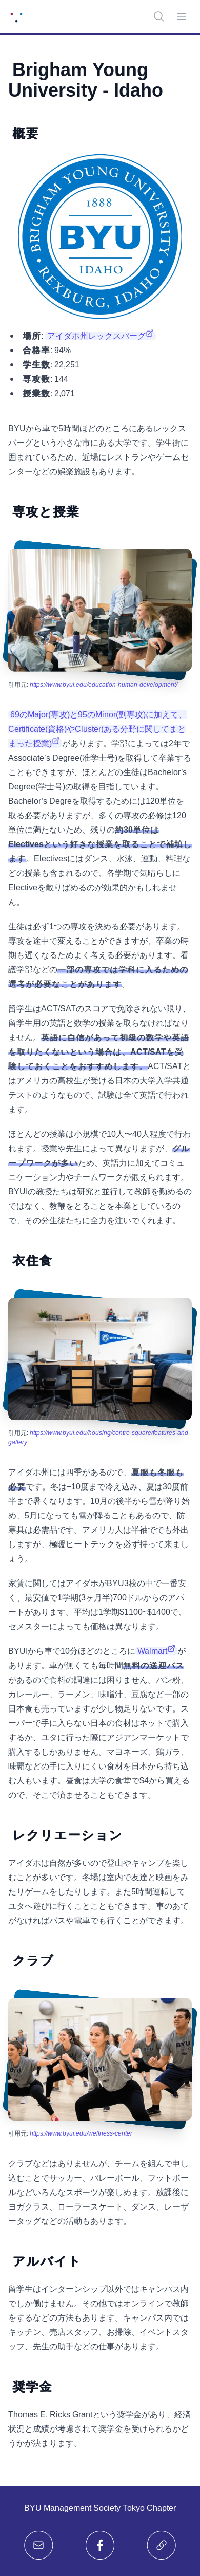 Brigham Young
University - Idaho
概要
BRIGHAM YOUNG UNIVERSITY
1888
BYU
IDAHO
REXBURG, IDAHO
場所: アイダホ州レックスバーグ
合格率: 94%
学生数: 22,251
専攻数: 144
授業数: 2,071
BYUから車で5時間ほどのところにあるレックス
バーグという小さな市にある大学です。学生街に
囲まれているため、近場にレストランやゲームセ
ンターなどの娯楽施設もあります。
専攻と授業
引用元: https://www.byui.edu/education-human-development/
69のMajor(専攻)と95のMinor(副専攻)に加えて、
Certificate(資格)やCluster(ある分野に関してまと
まった授業)があります。学部によっては2年で
Associate's Degree(准学士号)を取得して卒業する
こともできますが、ほとんどの生徒はBachelor's
Degree(学士号)の取得を目指しています。
Bachelor's Degreを取得するためには120単位を
取る必要がありますが、多くの専攻の必修は120
単位に満たないため、残りの約30単位は
Electivesという好きな授業を取ることで補填し
ます。Electivesにはダンス、水泳、運動、料理な
どの授業も含まれるので、各学期で気晴らしに
Electiveを散りばめるのが効果的かもしれませ
ん。
生徒は必ず1つの専攻を決める必要があります。
専攻を途中で変えることができますが、卒業の時
期も遅くなるためよく考える必要があります。看
護学部などの一部の専攻では学科に入るための
選考が必要なことがあります。
留学生はACT/SATのスコアで免除されない限り、
留学生用の英語と数学の授業を取らなければなり
ません。英語に自信があって初級の数学や英語
を取りたくないという場合は、ACT/SATを受
験しておくことをおすすめします。ACT/SATと
はアメリカの高校生が受ける日本の大学入学共通
テストのようなもので、試験は全て英語で行われ
ます。
ほとんどの授業は小規模で10人〜40人程度で行わ
れます。授業や先生によって異なりますが、グル
ープワークが多いため、英語力に加えてコミュ
ニケーション力やチームワークが鍛えられます。
BYUIの教授たちは研究と並行して教師を勤めるの
ではなく、教鞭をとることを本業としているの
で、その分生徒たちに全力を注いでくれます。
衣住食
引用元: https://www.byui.edu/housing/centre-square/features-and-
gallery
アイダホ州には四季があるので、夏服も冬服も
必要です。冬は−10度まで冷え込み、夏は30度前
半まで暑くなります。10月の後半から雪が降り始
め、5月になっても雪が降ることもあるので、防
寒具は必需品です。アメリカ人は半袖ででも外出
しますが、極暖ヒートテックを必ず持って来まし
ょう。
家賃に関してはアイダホがBYU3校の中で一番安
く、最安値で1学期(3ヶ月半)700ドルからのアパ
ートがあります。平均は1学期$1100~$1400で、
セメスターによっても価格は異なります。
BYUIから車で10分ほどのところにWalmartが
あります。車が無くても毎時間無料の送迎バス
があるので食料の調達には困りません。パン粉、
カレールー、ラーメン、味噌汁、豆腐など一部の
日本食も売っていますが少し物足りないです。ス
ーパーで手に入らない日本の食材はネットで購入
するか、ユタに行った際にアジアンマーケットで
購入するしかありません。マヨネーズ、鶏ガラ、
味覇などの手に入りにくい食材を日本から持ち込
む人もいます。昼食は大学の食堂で$4から買える
ので、そこで済ませることもできます。
レクリエーション
アイダホは自然が多いので登山やキャンプを楽し
むことが多いです。冬場は室内で友達と映画をみ
たりゲームをしたりします。また5時間運転して
ユタへ遊びに行くこことこもできます。車のあて
がなければバスや電車でも行くことができます。
クラブ
引用元: https://www.byui.edu/wellness-center
クラブなどはありませんが、チームを組んで申し
込むことでサッカー、バレーボール、フットボー
ルなどいろんなスポーツが楽しめます。放課後に
ヨガクラス、ローラースケート、ダンス、レーザ
ータッグなどの活動もあります。
アルバイト
留学生はインターンシップ以外ではキャンパス内
でしか働けません。その他ではオンラインで教師
をするなどの方法もあります。キャンパス内では
キッチン、売店スタッフ、お掃除、イベントスタ
ッフ、先生の助手などの仕事があります。
奨学金
Thomas E. Ricks Grantという奨学金があり、経済
状況と成績が考慮されて奨学金を受けられるかど
うかが決まります。
BYU Management Society Tokyo Chapter